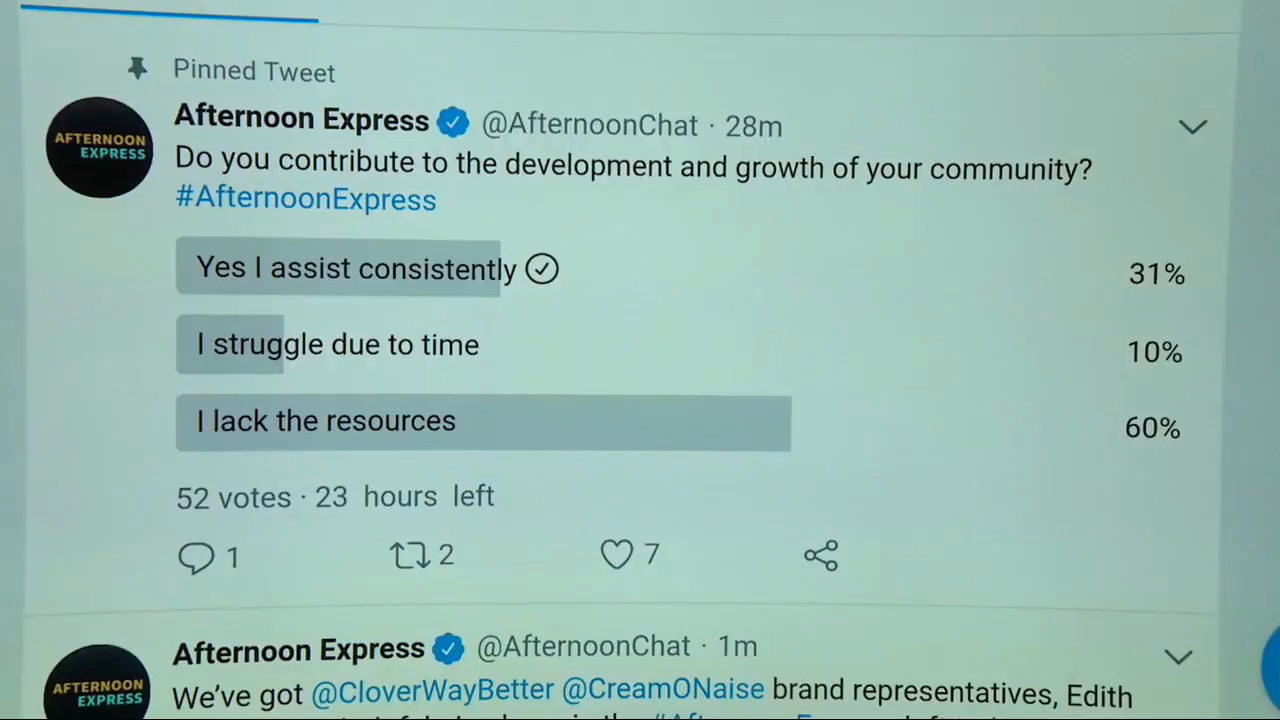 Pinned Tweet
Afternoon Express @AfternoonChat · 28m
AFTERNOON
EXPRESS
Do you contribute to the development and growth of your community?
#AfternoonExpress
Yes I assist consistently 31%
I struggle due to time 10%
I lack the resources 60%
52 votes · 23 hours left
1 2 7
Afternoon Express @AfternoonChat · 1m
AFTERNOON
EXPRESS
We've got @CloverWayBetter @CreamONaise brand representatives, Edith